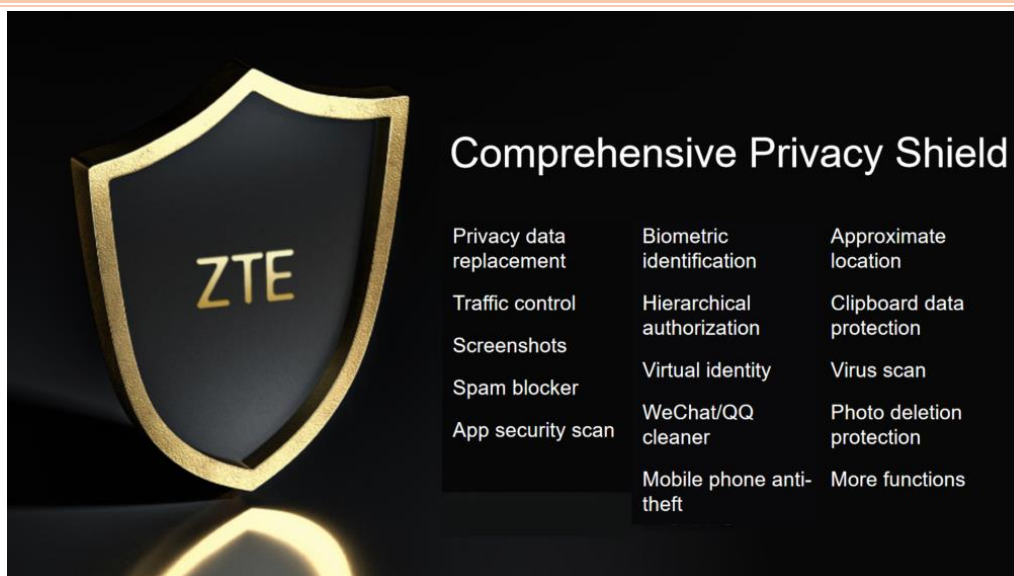 ZTE
Comprehensive Privacy Shield
Privacy data
replacement
Traffic control
Screenshots
Spam blocker
App security scan
Biometric
identification
Hierarchical
authorization
Virtual identity
WeChat/QQ
cleaner
Mobile phone anti-
theft
Approximate
location
Clipboard data
protection
Virus scan
Photo deletion
protection
More functions